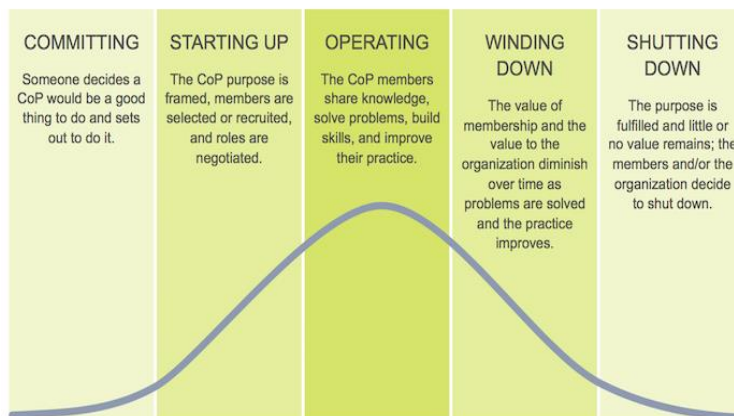 COMMITTING
Someone decides a
CoP would be a good
thing to do and sets
out to do it.
STARTING UP
The CoP purpose is
framed, members are
selected or recruited,
and roles are
negotiated.
OPERATING
The CoP members
share knowledge,
solve problems, build
skills, and improve
their practice.
WINDING
DOWN
The value of
membership and the
value to the
organization diminish
over time as
problems are solved
and the practice
improves.
SHUTTING
DOWN
The purpose is
fulfilled and little or
no value remains; the
members and/or the
organization decide
to shut down.